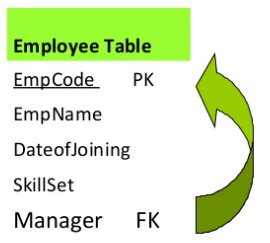 Employee Table
EmpCode PK
EmpName
DateofJoining
SkillSet
Manager FK